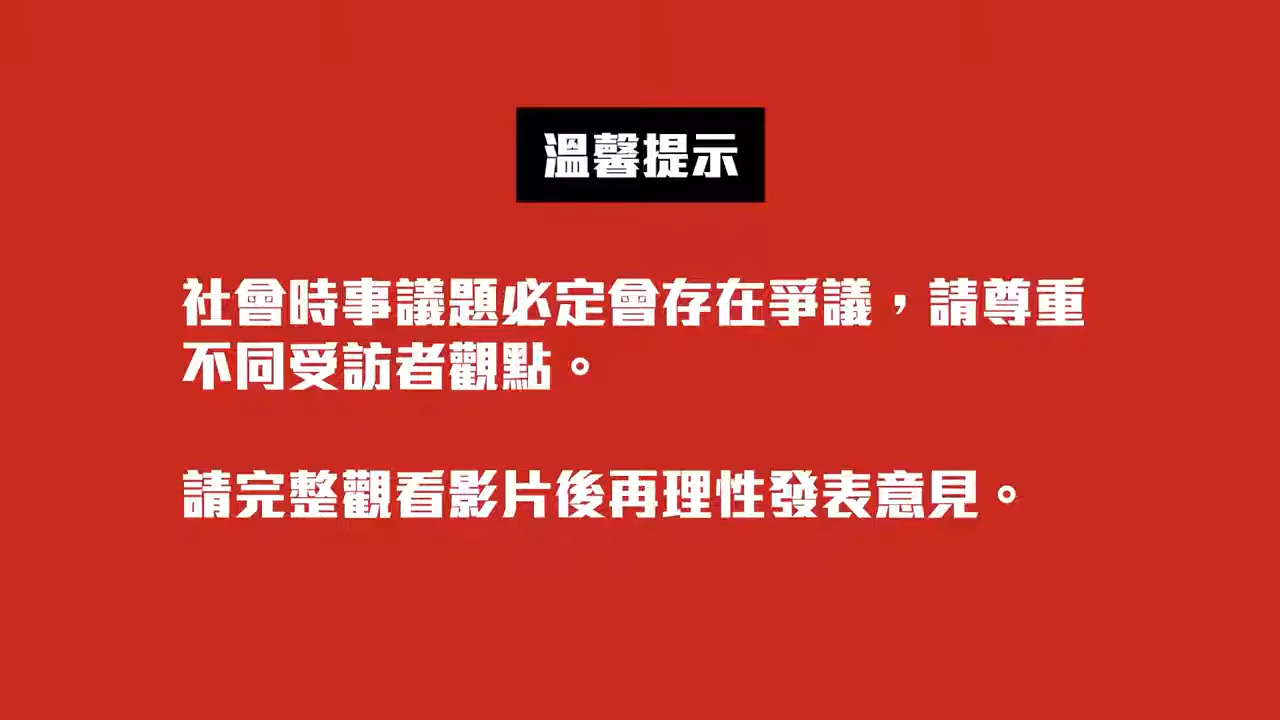 溫馨提示
社會時事議題必定會存在爭議，請尊重
不同受訪者觀點。
請完整觀看影片後再理性發表意見。